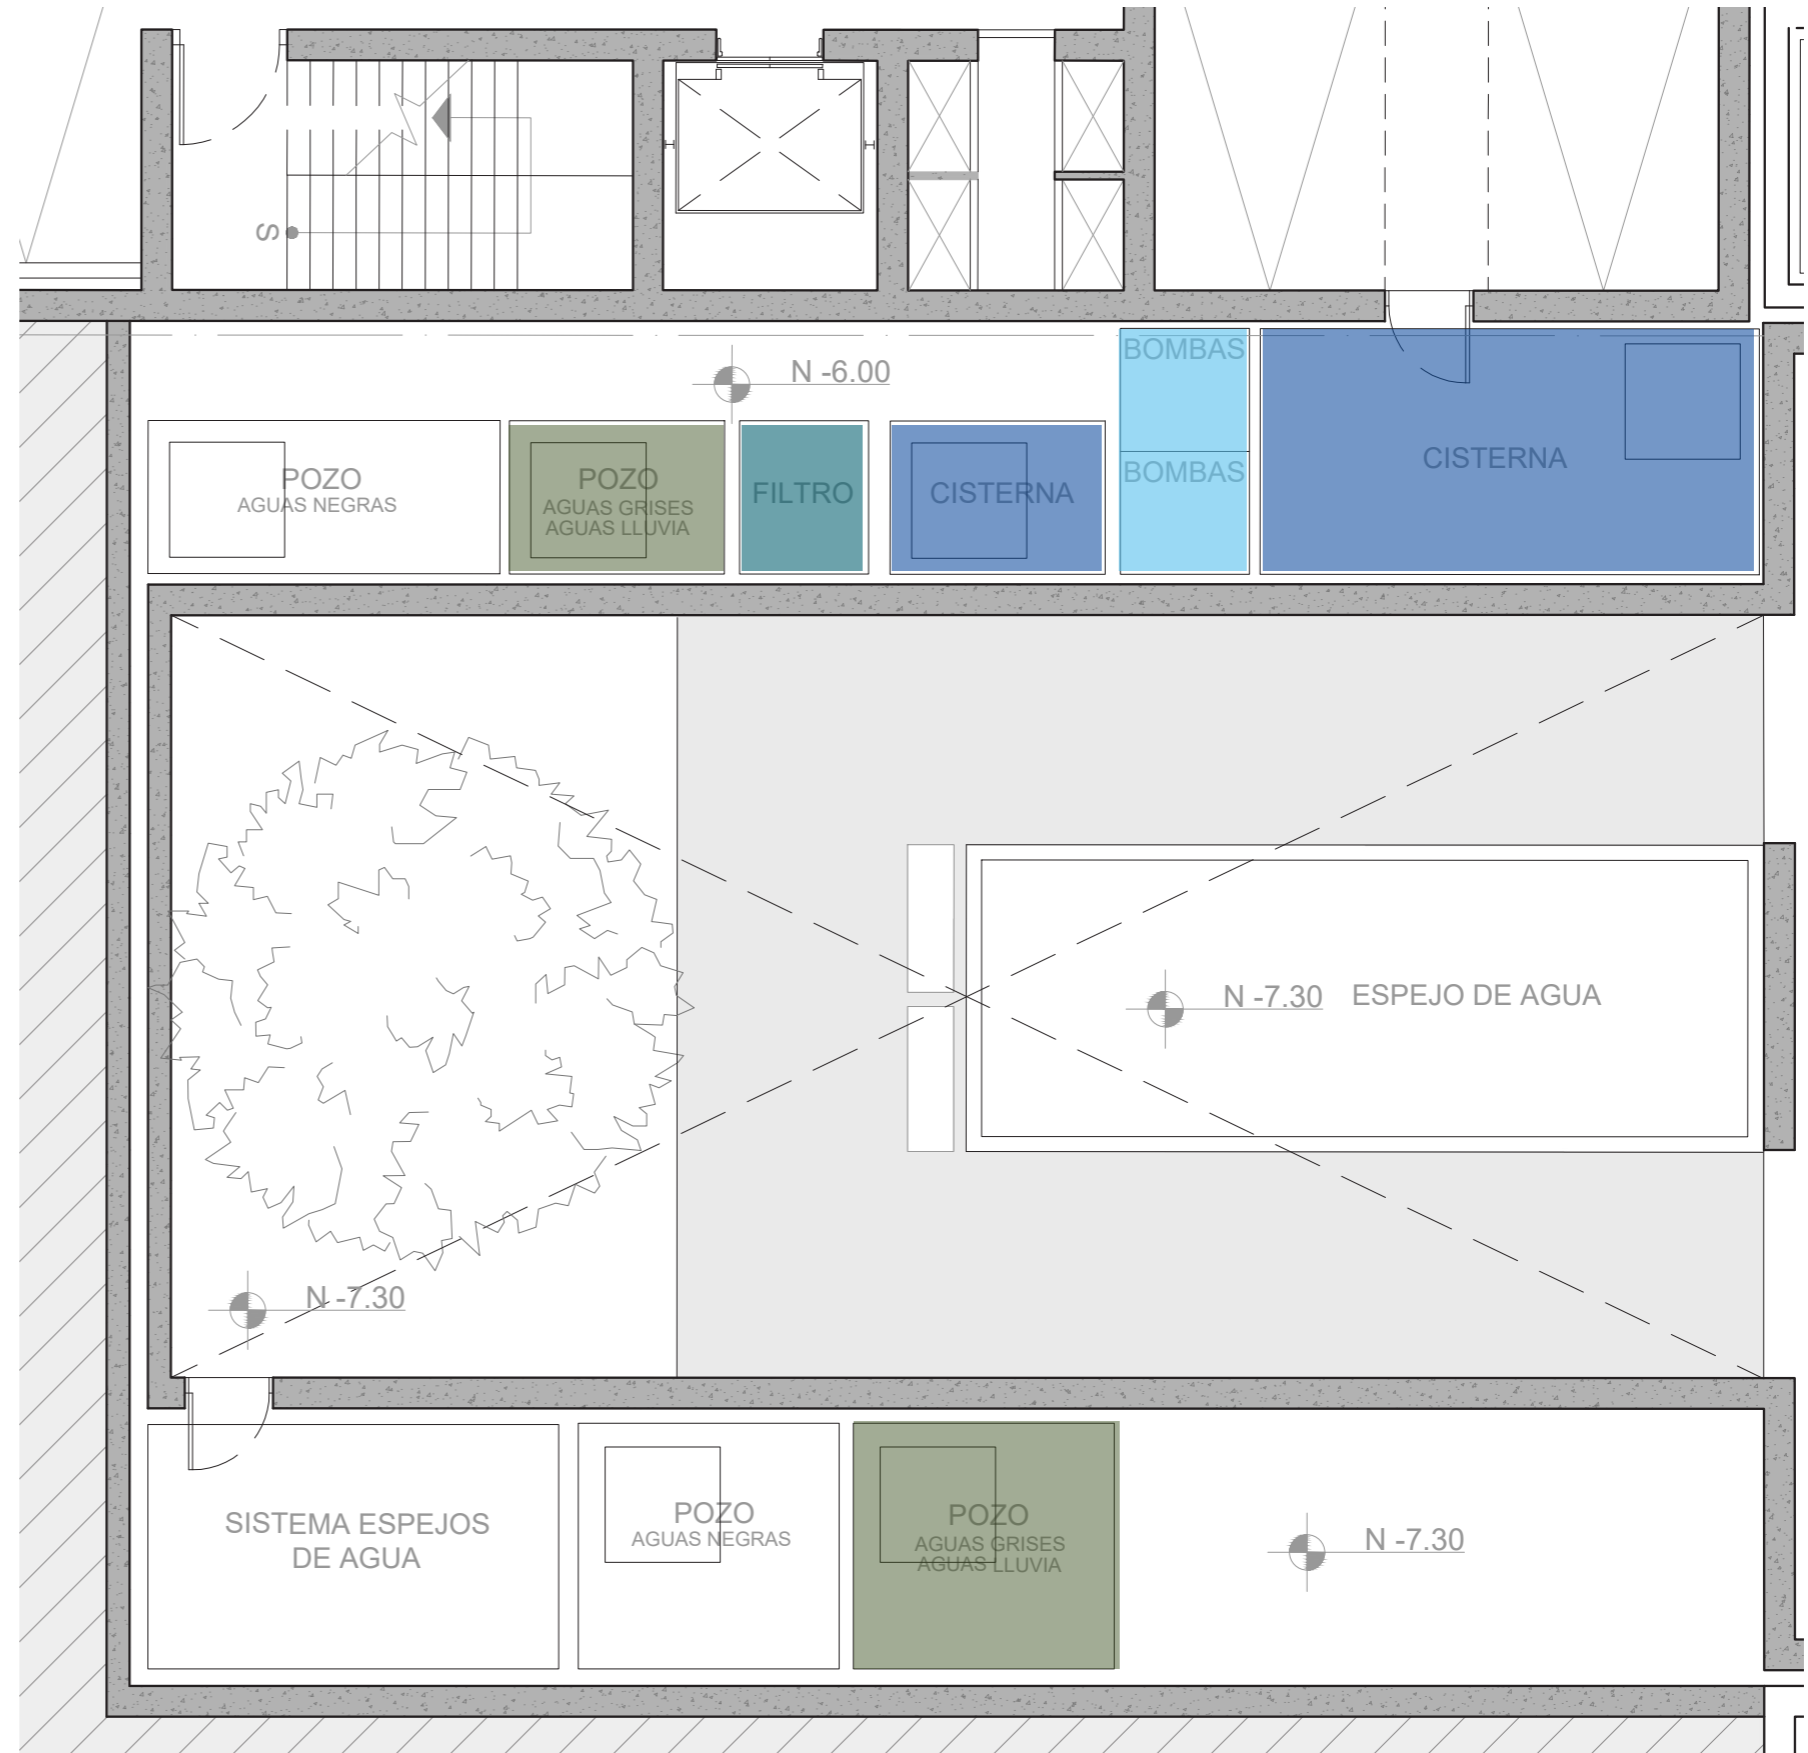 S
N -6.00
BOMBAS
BOMBAS
POZO
AGUAS NEGRAS
POZO
AGUAS GRISES
AGUAS LLUVIA
FILTRO
CISTERNA
CISTERNA
N -7.30
ESPEJO DE AGUA
N -7.30
SISTEMA ESPEJOS
DE AGUA
POZO
AGUAS NEGRAS
POZO
AGUAS GRISES
AGUAS LLUVIA
N -7.30